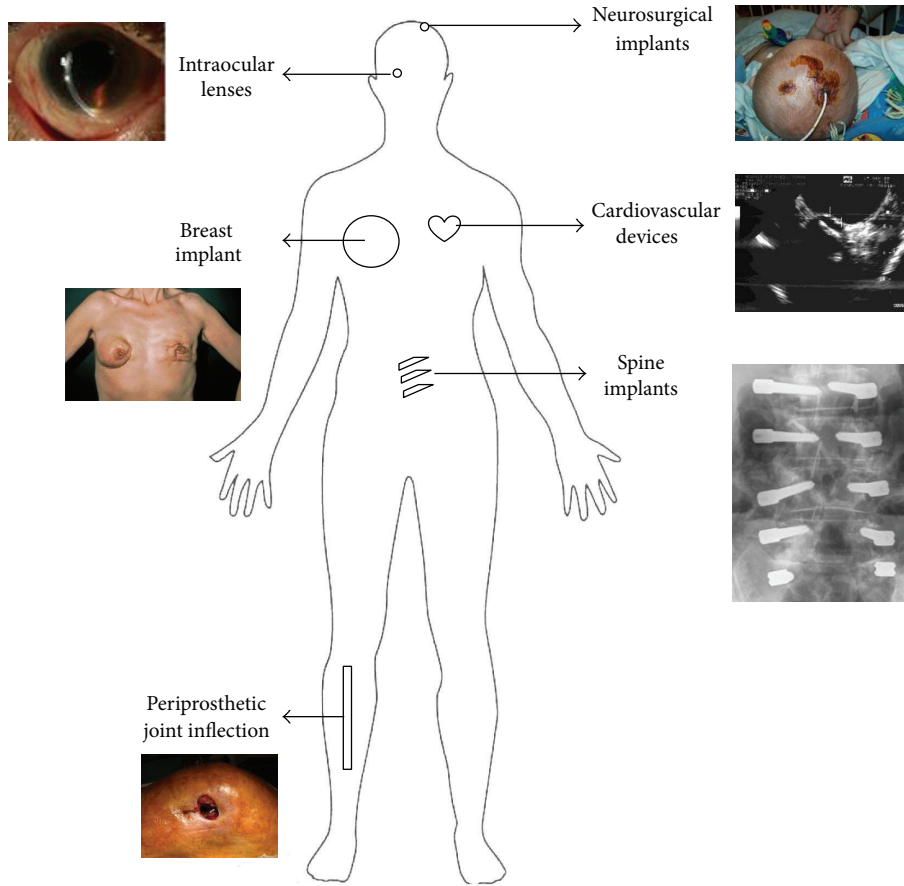 Neurosurgical
implants
Intraocular
lenses
Cardiovascular
devices
Breast
implant
Spine
implants
Periprosthetic
joint inflection